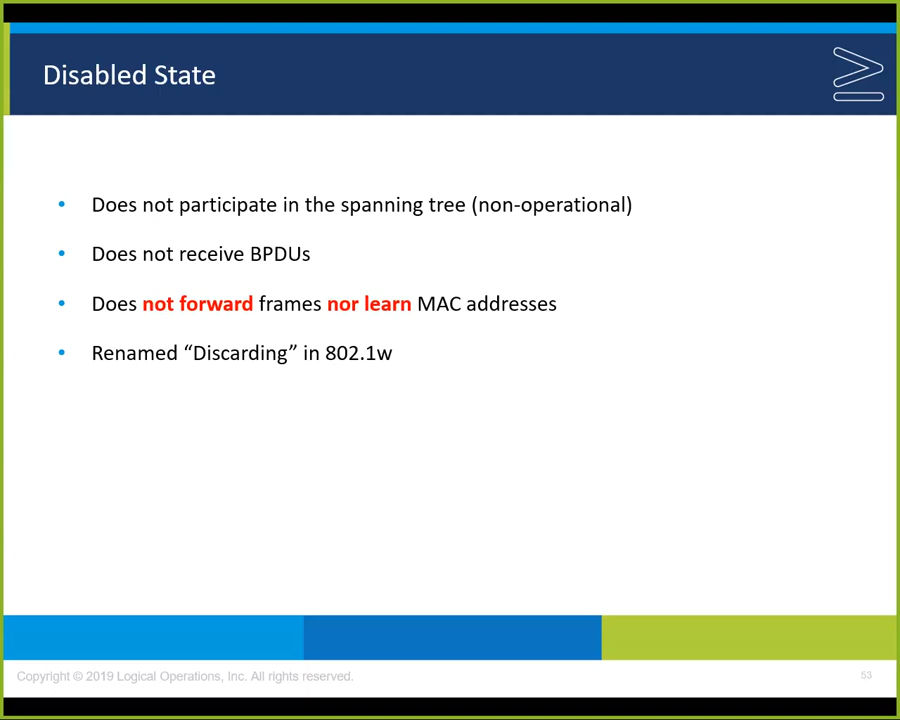 Disabled State
• Does not participate in the spanning tree (non-operational)
• Does not receive BPDUs
• Does not forward frames nor learn MAC addresses
• Renamed “Discarding” in 802.1w
Copyright © 2019 Logical Operations, Inc. All rights reserved.
53